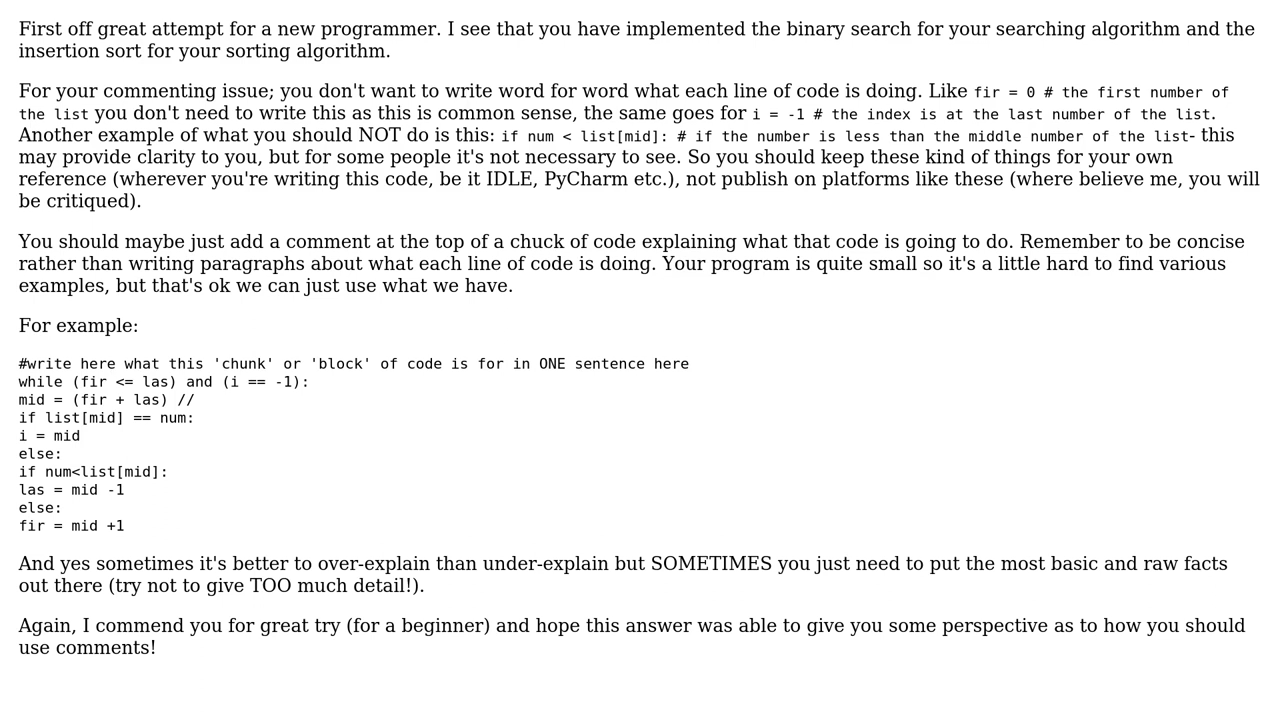 First off great attempt for a new programmer. I see that you have implemented the binary search for your searching algorithm and the
insertion sort for your sorting algorithm.
For your commenting issue; you don't want to write word for word what each line of code is doing. Like fir = 0 # the first number of
the list you don't need to write this as this is common sense, the same goes for i = -1 # the index is at the last number of the list.
Another example of what you should NOT do is this: if num < list[mid]: # if the number is less than the middle number of the list- this
may provide clarity to you, but for some people it's not necessary to see. So you should keep these kind of things for your own
reference (wherever you're writing this code, be it IDLE, PyCharm etc.), not publish on platforms like these (where believe me, you will
be critiqued).
You should maybe just add a comment at the top of a chuck of code explaining what that code is going to do. Remember to be concise
rather than writing paragraphs about what each line of code is doing. Your program is quite small so it's a little hard to find various
examples, but that's ok we can just use what we have.
For example:
#write here what this 'chunk' or 'block' of code is for in ONE sentence here
while (fir <= las) and (i == -1):
mid = (fir + las) //
if list[mid] == num:
i = mid
else:
if num<list[mid]:
las = mid -1
else:
fir = mid +1
And yes sometimes it's better to over-explain than under-explain but SOMETIMES you just need to put the most basic and raw facts
out there (try not to give TOO much detail!).
Again, I commend you for great try (for a beginner) and hope this answer was able to give you some perspective as to how you should
use comments!